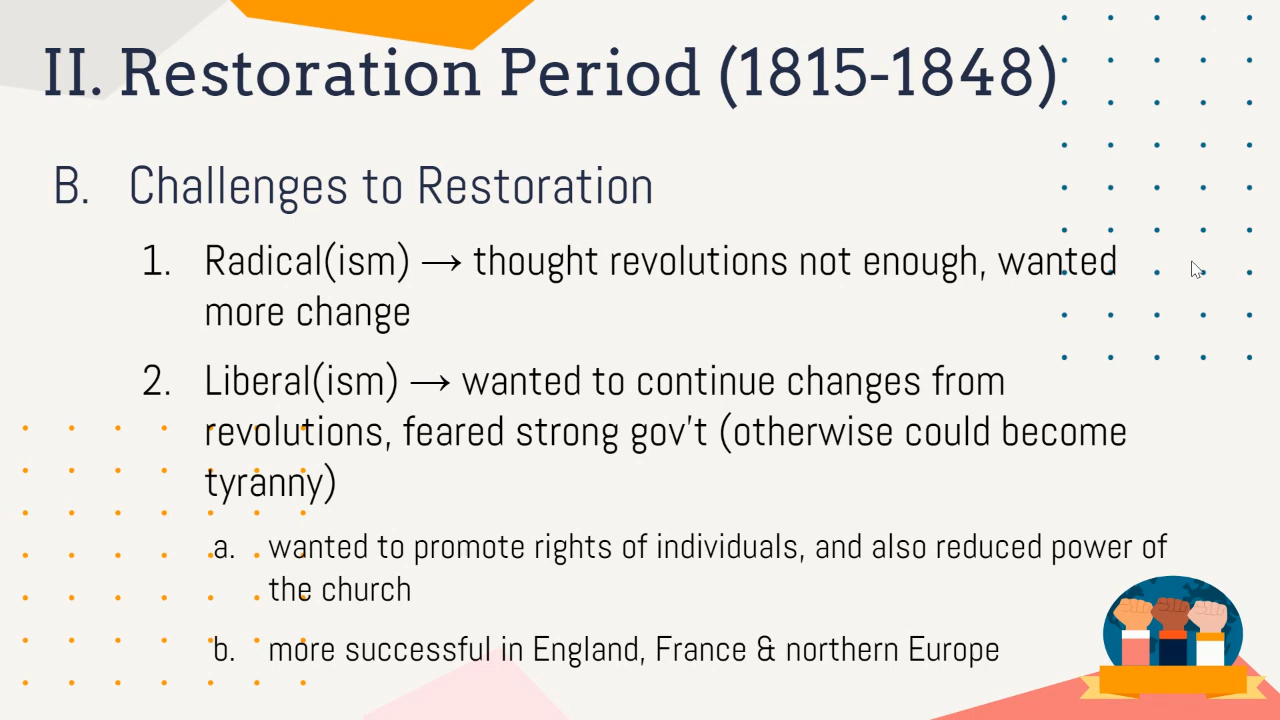 II. Restoration Period (1815-1848)
B. Challenges to Restoration
1. Radical(ism) → thought revolutions not enough, wanted
more change
2. Liberal(ism) → wanted to continue changes from
revolutions, feared strong gov't (otherwise could become
tyranny)
a. wanted to promote rights of individuals, and also reduced power of
the church
b. more successful in England, France & northern Europe